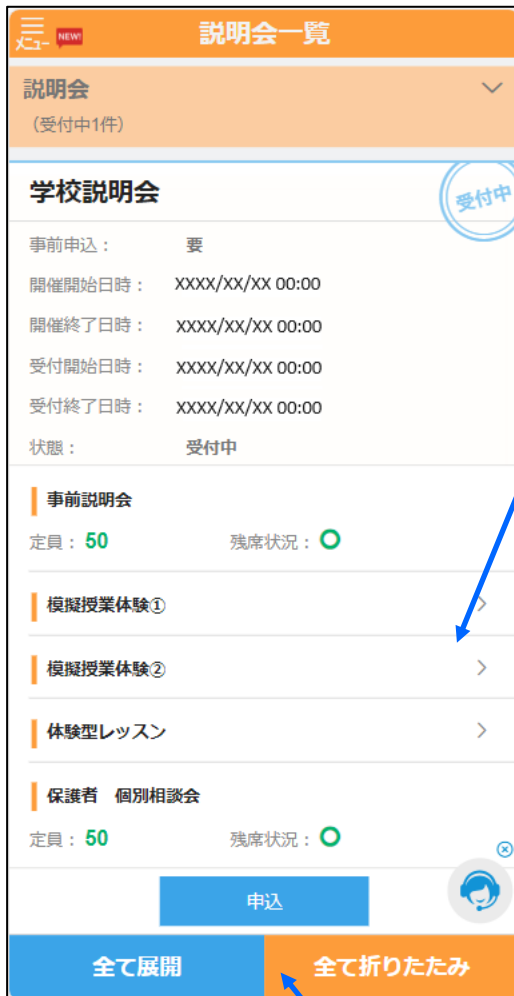 メニュー NEW! 説明会一覧
説明会
（受付中1件）
学校説明会 受付中
事前申込： 要
開催開始日時： XXXX/XX/XX 00:00
開催終了日時： XXXX/XX/XX 00:00
受付開始日時： XXXX/XX/XX 00:00
受付終了日時： XXXX/XX/XX 00:00
状態： 受付中
事前説明会
定員：50 残席状況：○
模擬授業体験①
模擬授業体験②
体験型レッスン
保護者　個別相談会
定員：50 残席状況：○
申込
全て展開 全て折りたたみ